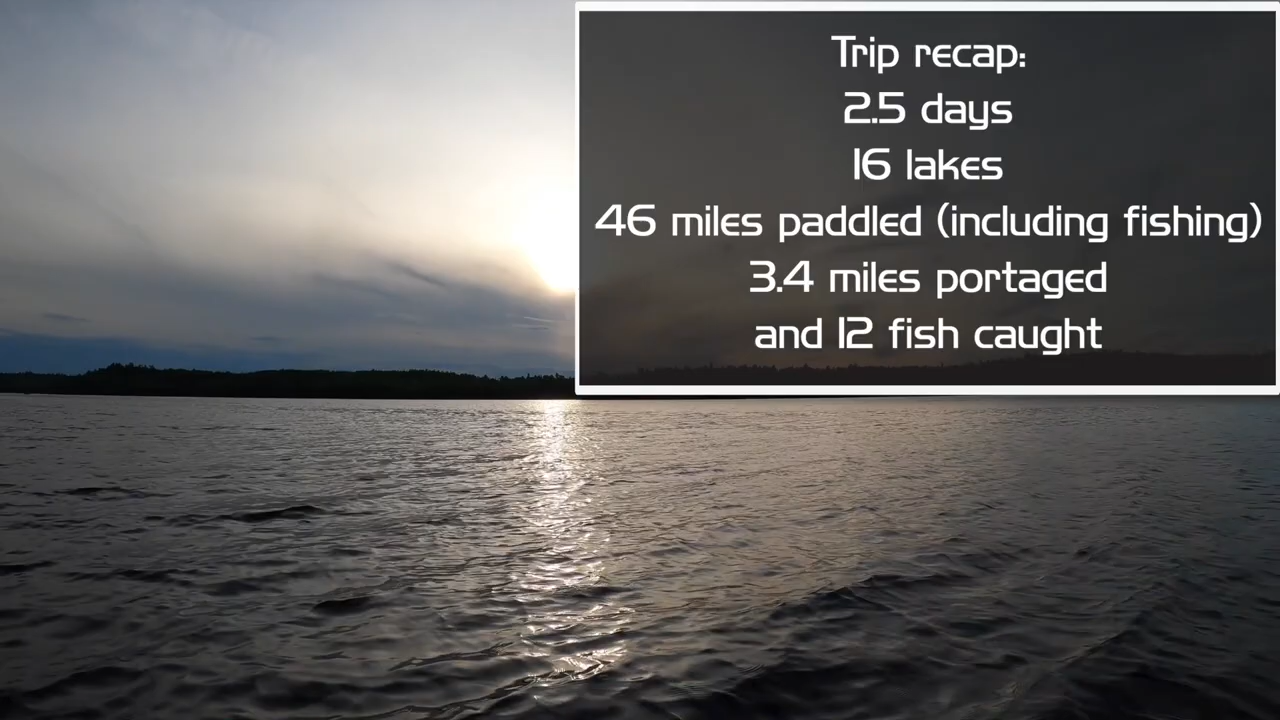 Trip recap:
2.5 days
16 lakes
46 miles paddled (including fishing)
3.4 miles portaged
and 12 fish caught